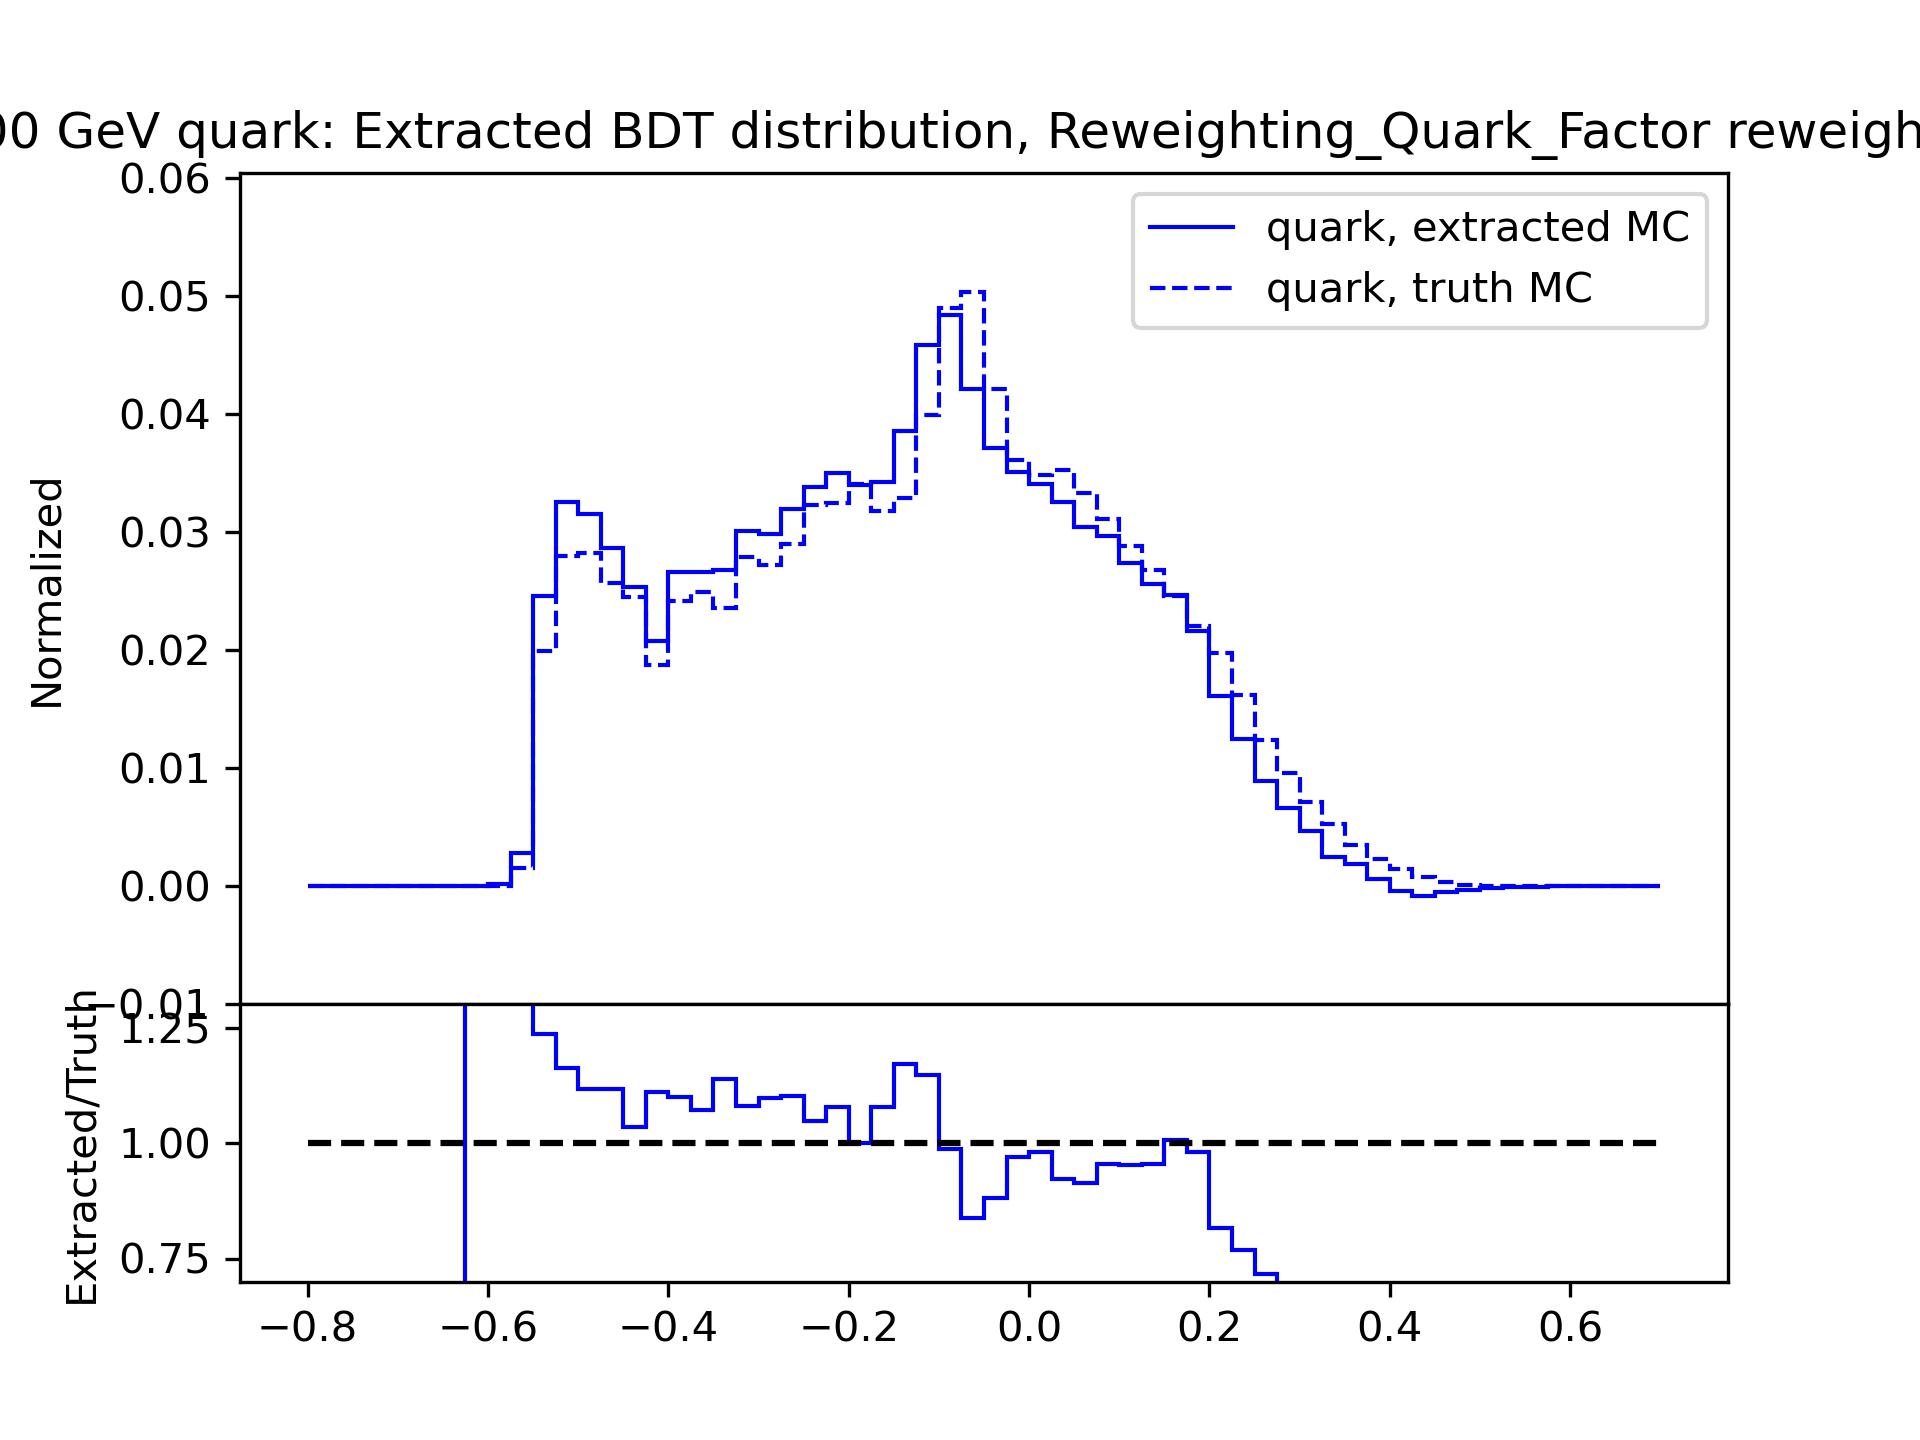 00 GeV quark: Extracted BDT distribution, Reweighting_Quark_Factor reweigh
quark, extracted MC
quark, truth MC
Normalized
0.06
0.05
0.04
0.03
0.02
0.01
0.00
−0.01
Extracted/Truth
1.25
1.00
0.75
−0.8 −0.6 −0.4 −0.2 0.0 0.2 0.4 0.6